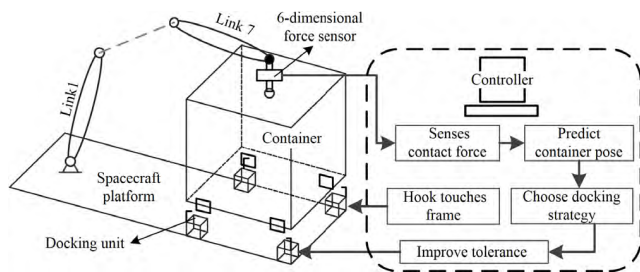 Link 7
6-dimensional
force sensor
Link1
Controller
Container
Senses
contact force
Predict
container pose
Spacecraft
platform
Hook touches
frame
Choose docking
strategy
Docking unit
Improve tolerance